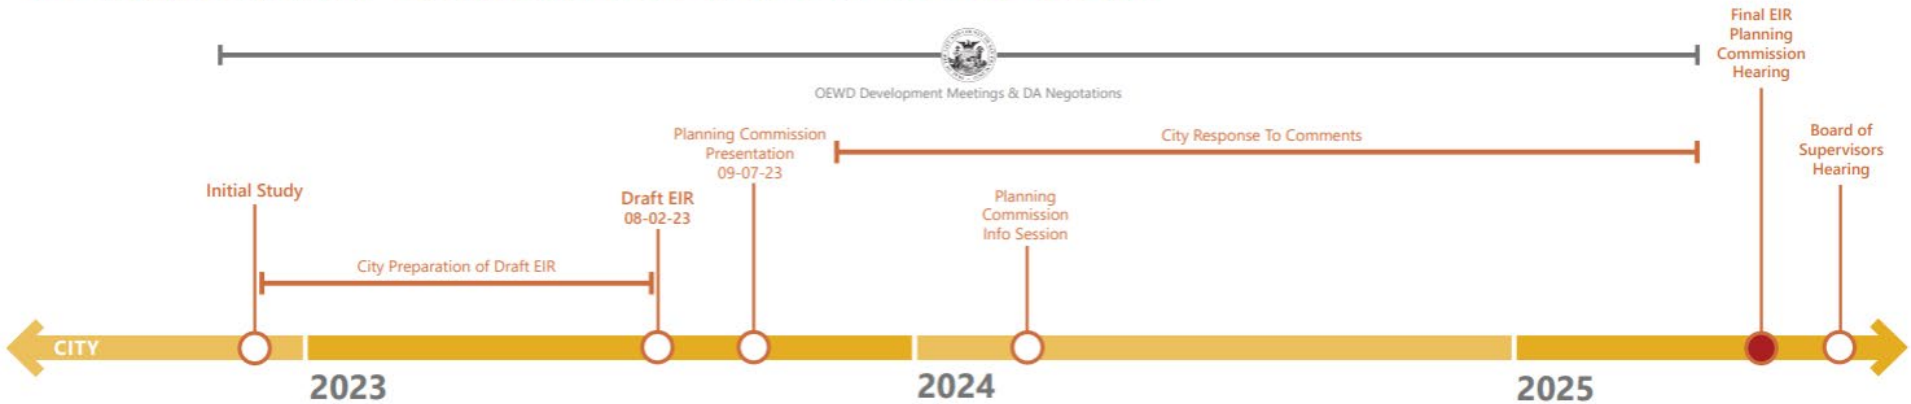 Final EIR
Planning
Commission
Hearing
OEWD Development Meetings & DA Negotations
Planning Commission
Presentation
09-07-23
City Response To Comments
Board of
Supervisors
Hearing
Initial Study
Draft EIR
08-02-23
Planning
Commission
Info Session
City Preparation of Draft EIR
CITY
2023
2024
2025